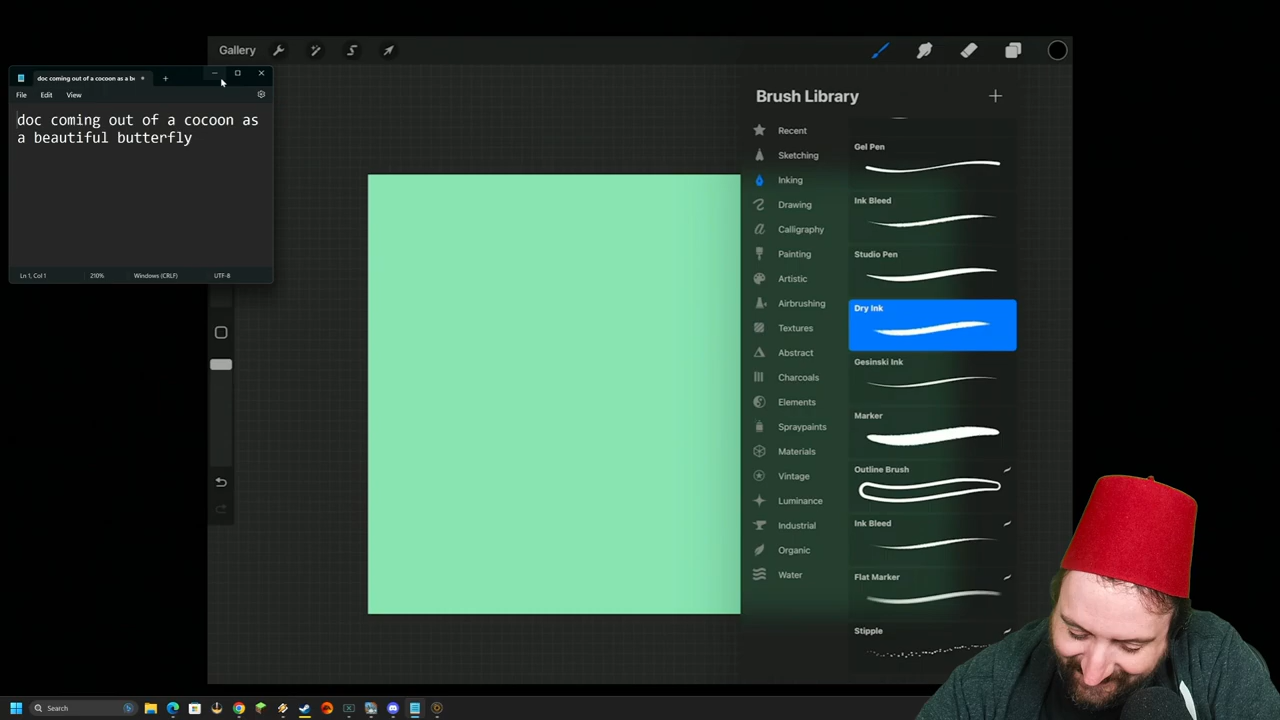 Gallery
doc coming out of a cocoon as a be
File Edit View
doc coming out of a cocoon as
a beautiful butterfly
Ln 1, Col 1 210% Windows (CRLF) UTF-8
Brush Library
Recent
Sketching
Inking
Drawing
Calligraphy
Painting
Artistic
Airbrushing
Textures
Abstract
Charcoals
Elements
Spraypaints
Materials
Vintage
Luminance
Industrial
Organic
Water
Gel Pen
Ink Bleed
Studio Pen
Dry Ink
Gesinski Ink
Marker
Outline Brush
Ink Bleed
Flat Marker
Stipple
Search